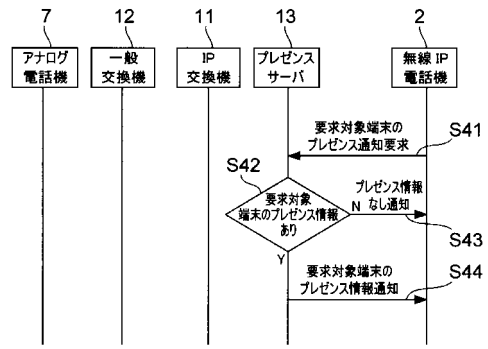 7
12
11
13
2
アナログ
電話機
一般
交換機
IP
交換機
プレゼンス
サーバ
無線IP
電話機
要求対象端末の
プレゼンス通知要求
S41
S42
要求対象
端末のプレゼンス情報
あり
N
プレゼンス情報
なし通知
S43
Y
要求対象端末の
プレゼンス情報通知
S44